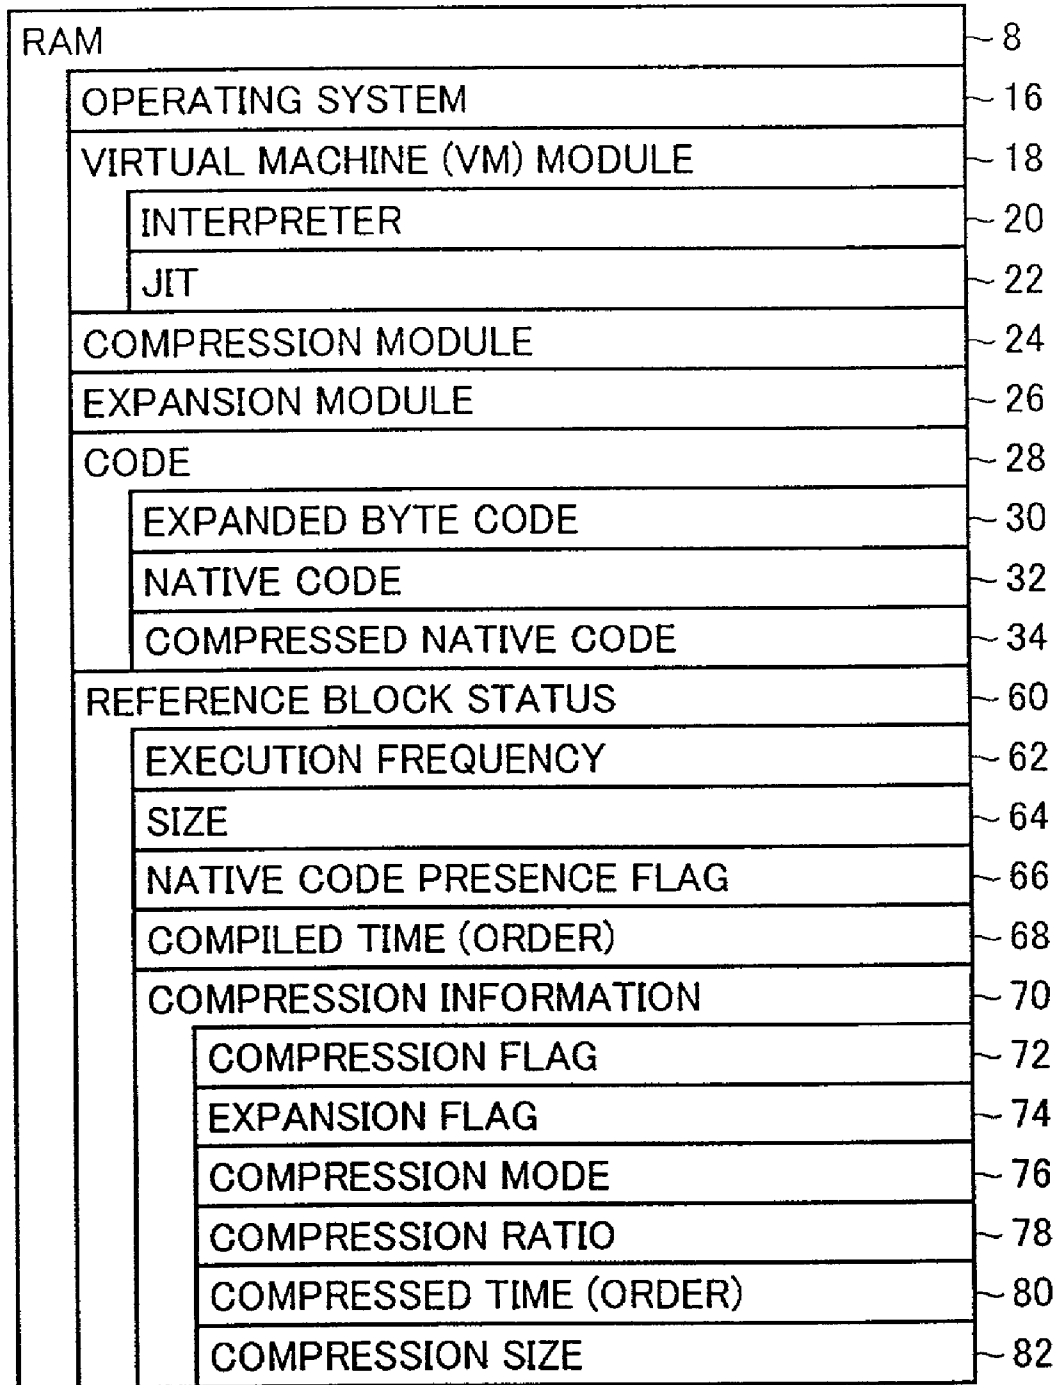 RAM ~ 8
OPERATING SYSTEM ~ 16
VIRTUAL MACHINE (VM) MODULE ~ 18
INTERPRETER ~ 20
JIT ~ 22
COMPRESSION MODULE ~ 24
EXPANSION MODULE ~ 26
CODE ~ 28
EXPANDED BYTE CODE ~ 30
NATIVE CODE ~ 32
COMPRESSED NATIVE CODE ~ 34
REFERENCE BLOCK STATUS ~ 60
EXECUTION FREQUENCY ~ 62
SIZE ~ 64
NATIVE CODE PRESENCE FLAG ~ 66
COMPILED TIME (ORDER) ~ 68
COMPRESSION INFORMATION ~ 70
COMPRESSION FLAG ~ 72
EXPANSION FLAG ~ 74
COMPRESSION MODE ~ 76
COMPRESSION RATIO ~ 78
COMPRESSED TIME (ORDER) ~ 80
COMPRESSION SIZE ~ 82